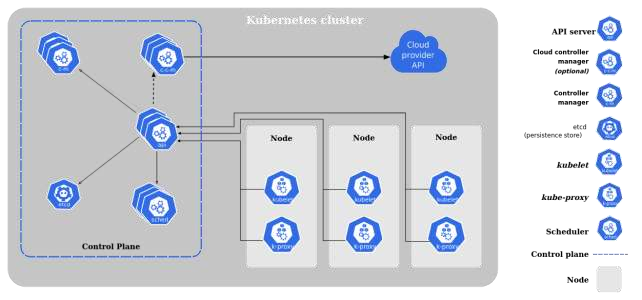 Kubernetes cluster
c-m
c-c-m
Cloud
provider
API
api
etcd
sched
Control Plane
Node
Node
Node
kubelet
kubelet
kubelet
k-proxy
k-proxy
k-proxy
API server
Cloud controller
manager
(optional)
Controller
manager
etcd
(persistence store)
kubelet
kube-proxy
Scheduler
Control plane
Node